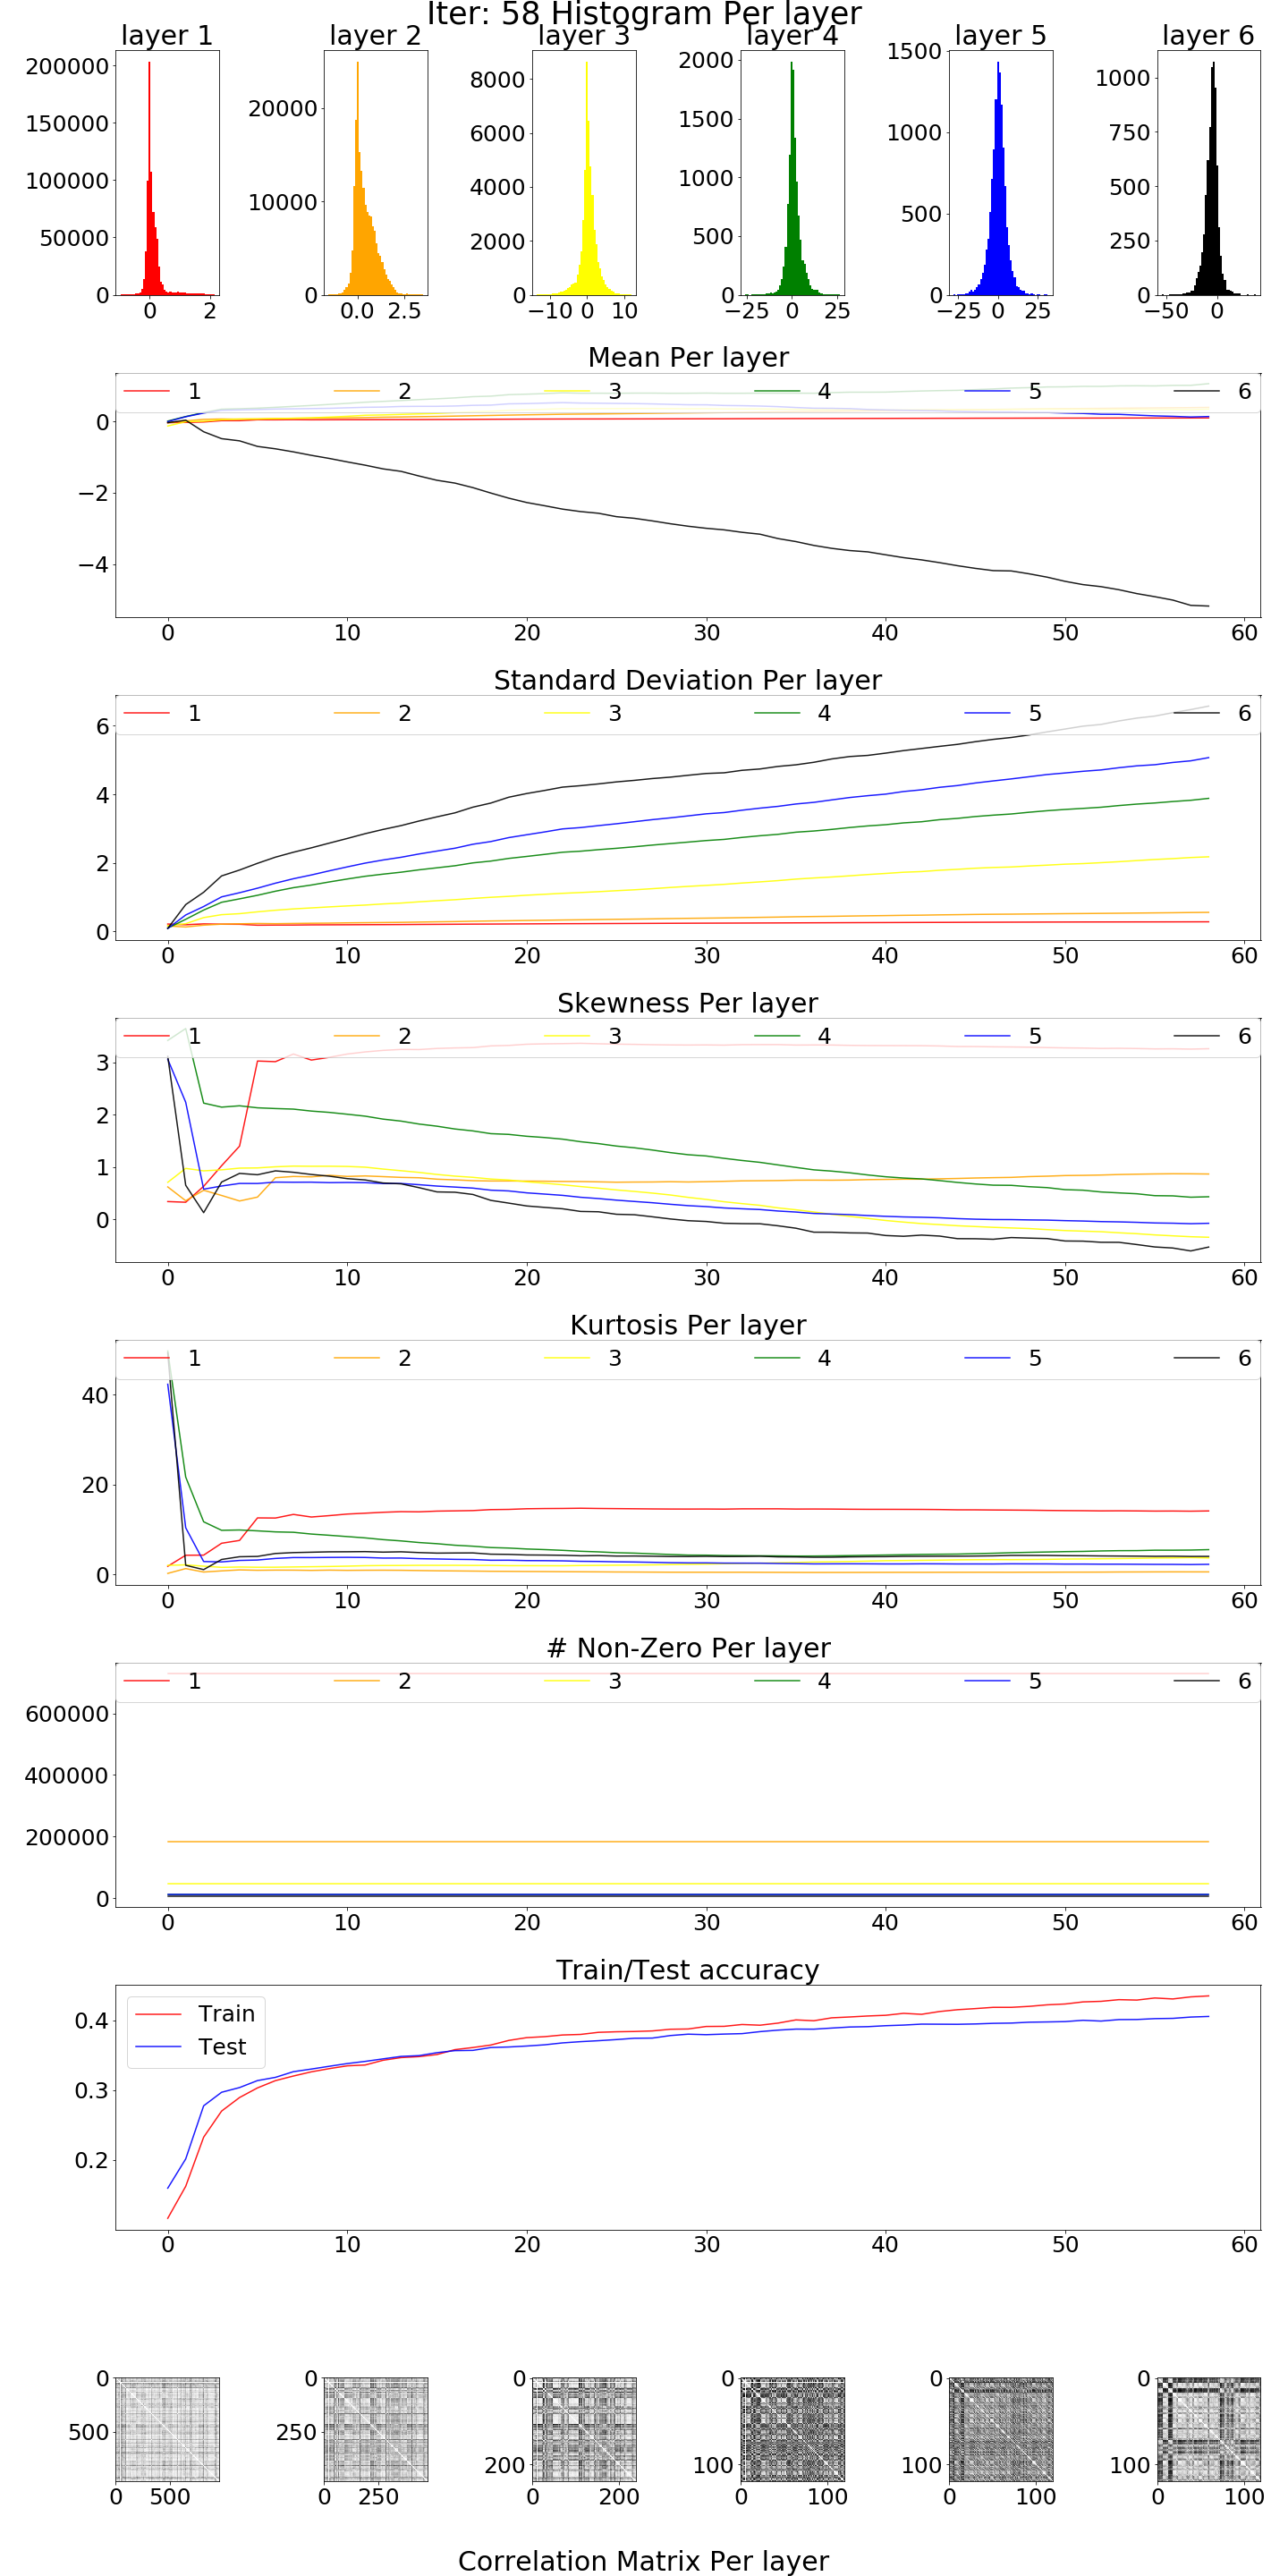 Iter: 58 Histogram Per layer
layer 1 layer 2 layer 3 layer 4 layer 5 layer 6
200000
150000
100000
50000
0
0 2
20000
10000
0
0.0 2.5
8000
6000
4000
2000
0
−10 0 10
2000
1500
1000
500
0
−25 0 25
1500
1000
500
0
−25 0 25
1000
750
500
250
0
−50 0
Mean Per layer
1 2 3 4 5 6
0
−2
−4
0 10 20 30 40 50 60
Standard Deviation Per layer
1 2 3 4 5 6
6
4
2
0
0 10 20 30 40 50 60
Skewness Per layer
1 2 3 4 5 6
3
2
1
0
0 10 20 30 40 50 60
Kurtosis Per layer
1 2 3 4 5 6
40
20
0
0 10 20 30 40 50 60
# Non-Zero Per layer
1 2 3 4 5 6
600000
400000
200000
0
0 10 20 30 40 50 60
Train/Test accuracy
Train
Test
0.4
0.3
0.2
0 10 20 30 40 50 60
0
500
0 500
0
250
0 250
0
200
0 200
0
100
0 100
0
100
0 100
0
100
0 100
Correlation Matrix Per layer